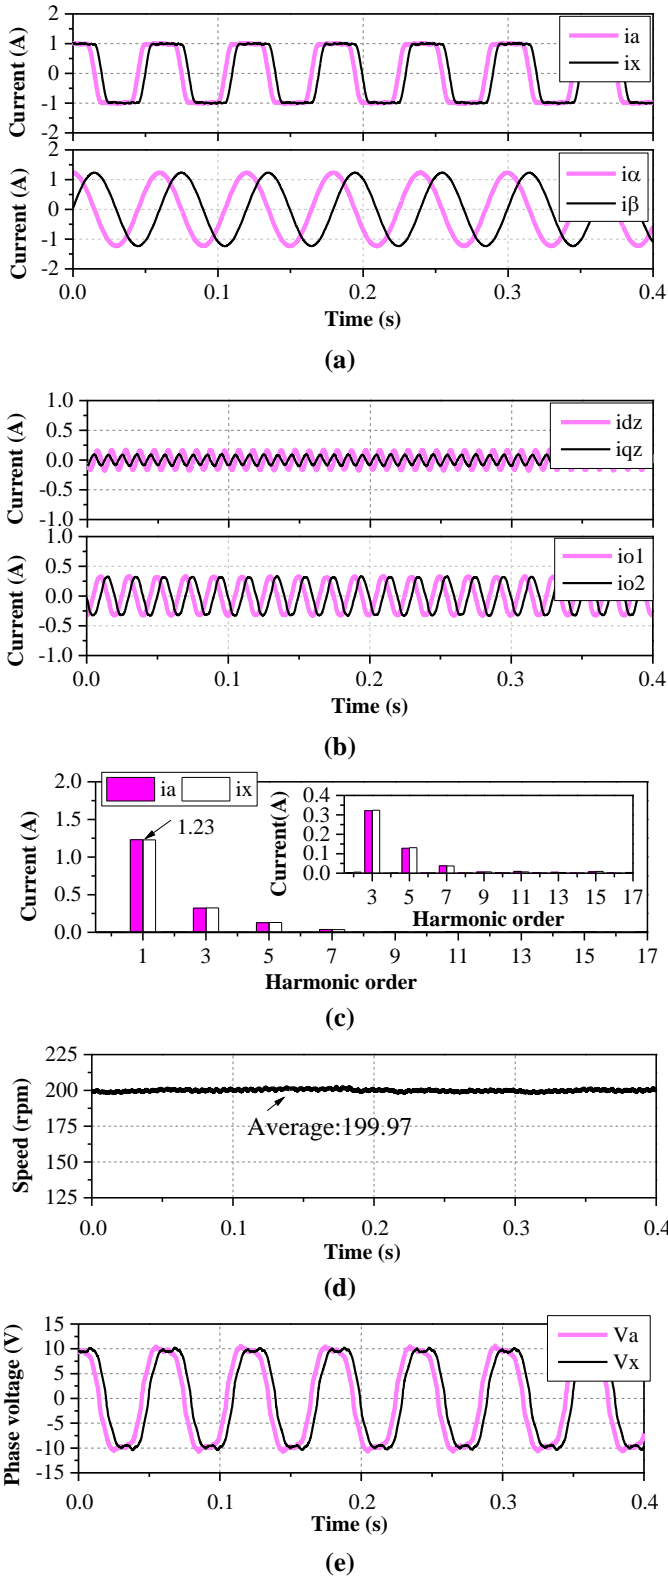 Current (A)
2
1
0
-1
-2
ia
ix
Current (A)
2
1
0
-1
-2
iα
iβ
0.0 0.1 0.2 0.3 0.4
Time (s)
(a)
Current (A)
1.0
0.5
0.0
-0.5
-1.0
idz
iqz
Current (A)
1.0
0.5
0.0
-0.5
-1.0
io1
io2
0.0 0.1 0.2 0.3 0.4
Time (s)
(b)
Current (A)
2.0
1.5
1.0
0.5
0.0
ia ix
1.23
Current(A)
0.4
0.3
0.2
0.1
0.0
3 5 7 9 11 13 15 17
Harmonic order
1 3 5 7 9 11 13 15 17
Harmonic order
(c)
Speed (rpm)
225
200
175
150
125
Average:199.97
0.0 0.1 0.2 0.3 0.4
Time (s)
(d)
Phase voltage (V)
15
10
5
0
-5
-10
-15
Va
Vx
0.0 0.1 0.2 0.3 0.4
Time (s)
(e)